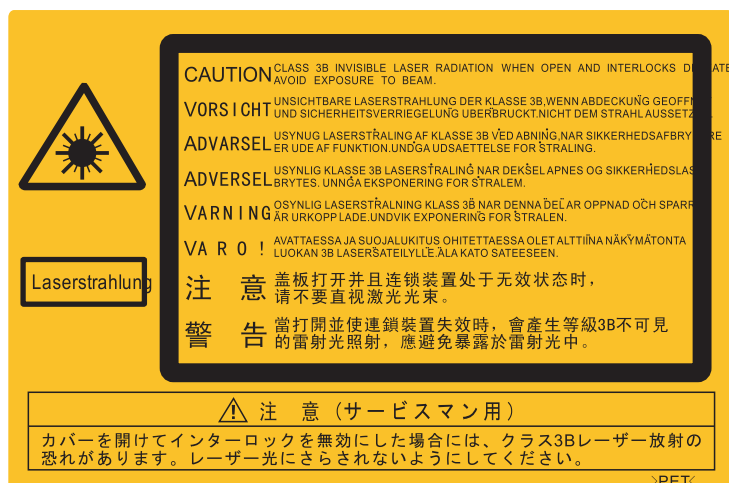 CAUTION CLASS 3B INVISIBLE LASER RADIATION WHEN OPEN AND INTERLOCKS
AVOID EXPOSURE TO BEAM.
VORSICHT UNSICHTBARE LASERSTRAHLUNG DER KLASSE 3B,WENN ABDECKUNG GEOFFN
UND SICHERHEITSVERRIEGELUNG UBERBRUCKT.NICHT DEM STRAHL AUSSETZ
ADVARSEL USYNUG LASERSTRALING AF KLASSE 3B VED ABNING,NAR
ER UDE AF FUNKTION.UNDGA UDSAETTELSE FOR STRALING.
ADVERSEL USYNLIG KLASSE 3B LASERSTRALING NAR DEKSEL APNES OG SIKKERHEDSLAS
BRYTES. UNNGA EKSPONERING FOR STRALEM.
VARNING OSYNLIG LASERSTRALNING KLASS 3B NAR DENNA DEL AR OPPNAD OCH SPARR
ÄR URKOPP LADE.UNDVIK EXPONERING FOR STRALEN.
VARO! AVATTAESSA JA SUOJALUKITUS OHITETTAESSA OLET ALTTIINA NÄKYMÄTONTA
LUOKAN 3B LASERSATEILYLLE.ALA KATO SATEESEEN.
Laserstrahlung
注 意 盖板打开并且连锁装置处于无效状态时，
请不要直视激光光束。
警 告 當打開並使連鎖裝置失效時，會產生等級3B不可見
的雷射光照射，應避免暴露於雷射光中。
注 意 (サービスマン用)
カバーを開けてインターロックを無効にした場合には、クラス3Bレーザー放射の
恐れがあります。レーザー光にさらされないようにしてください。
>PET<